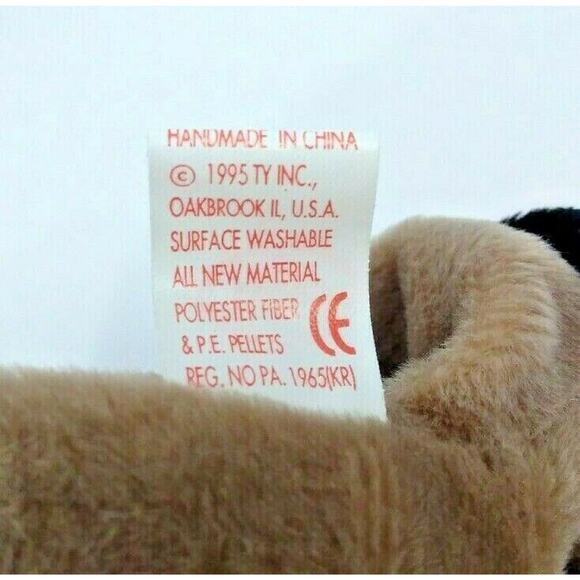 HANDMADE IN CHINA
© 1995 TY INC.,
OAKBROOK IL, U.S.A.
SURFACE WASHABLE
ALL NEW MATERIAL
POLYESTER FIBER
& P.E. PELLETS CE
REG. NO PA. 1965(KR)